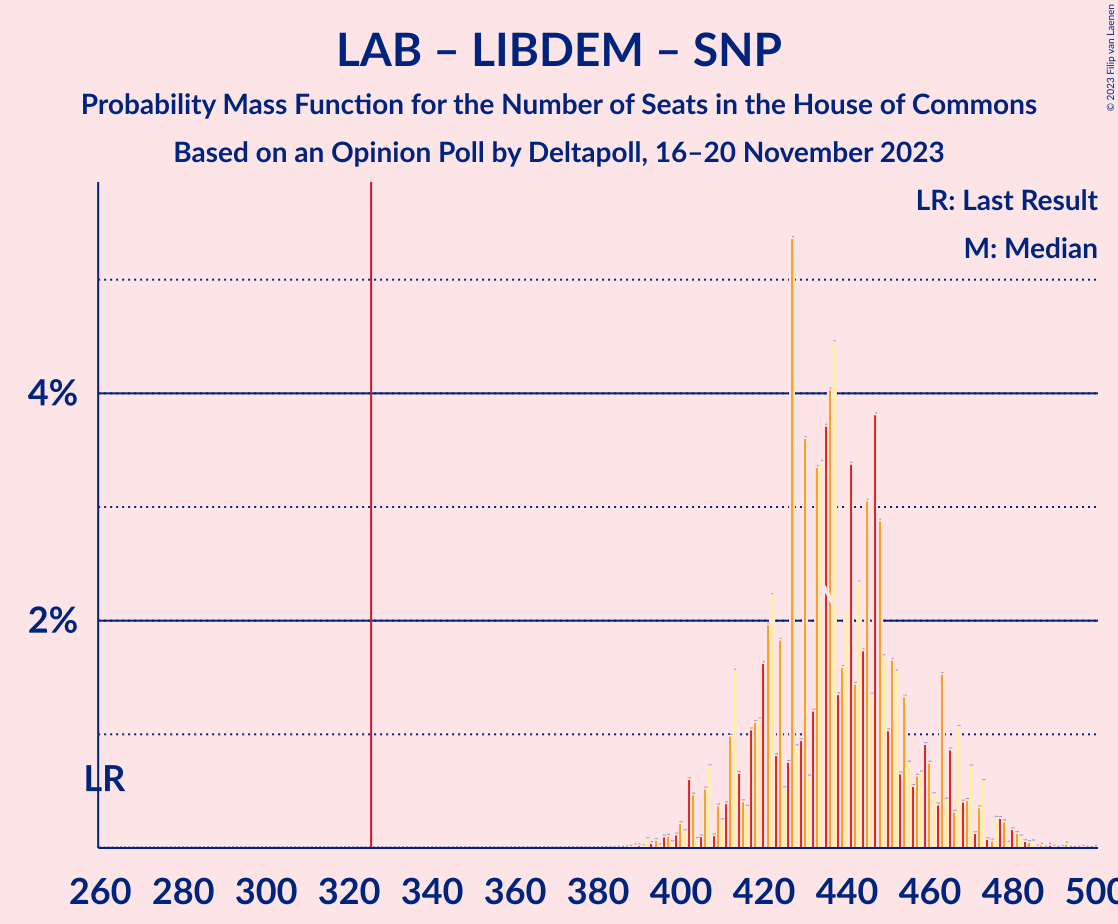 LAB – LIBDEM – SNP
Probability Mass Function for the Number of Seats in the House of Commons
Based on an Opinion Poll by Deltapoll, 16–20 November 2023
© 2023 Filip van Laenen
LR: Last Result
M: Median
4%
2%
LR
260 280 300 320 340 360 380 400 420 440 460 480 500